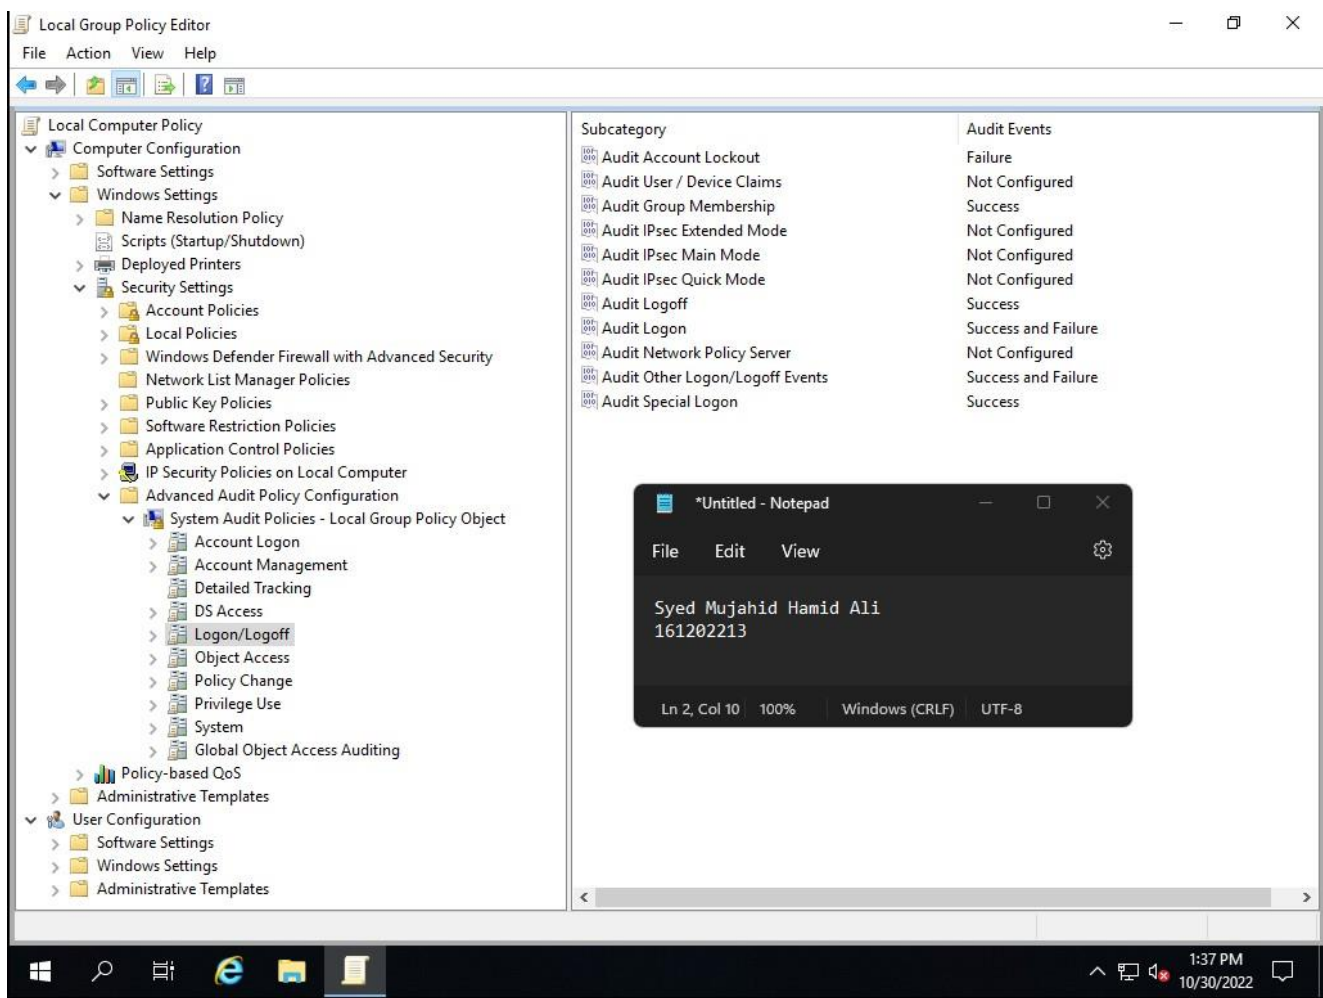 Local Group Policy Editor
File Action View Help
Local Computer Policy
Computer Configuration
Software Settings
Windows Settings
Name Resolution Policy
Scripts (Startup/Shutdown)
Deployed Printers
Security Settings
Account Policies
Local Policies
Windows Defender Firewall with Advanced Security
Network List Manager Policies
Public Key Policies
Software Restriction Policies
Application Control Policies
IP Security Policies on Local Computer
Advanced Audit Policy Configuration
System Audit Policies - Local Group Policy Object
Account Logon
Account Management
Detailed Tracking
DS Access
Logon/Logoff
Object Access
Policy Change
Privilege Use
System
Global Object Access Auditing
Policy-based QoS
Administrative Templates
User Configuration
Software Settings
Windows Settings
Administrative Templates
Subcategory Audit Events
Audit Account Lockout Failure
Audit User / Device Claims Not Configured
Audit Group Membership Success
Audit IPsec Extended Mode Not Configured
Audit IPsec Main Mode Not Configured
Audit IPsec Quick Mode Not Configured
Audit Logoff Success
Audit Logon Success and Failure
Audit Network Policy Server Not Configured
Audit Other Logon/Logoff Events Success and Failure
Audit Special Logon Success
*Untitled - Notepad
File Edit View
Syed Mujahid Hamid Ali
161202213
Ln 2, Col 10 100% Windows (CRLF) UTF-8
1:37 PM
10/30/2022